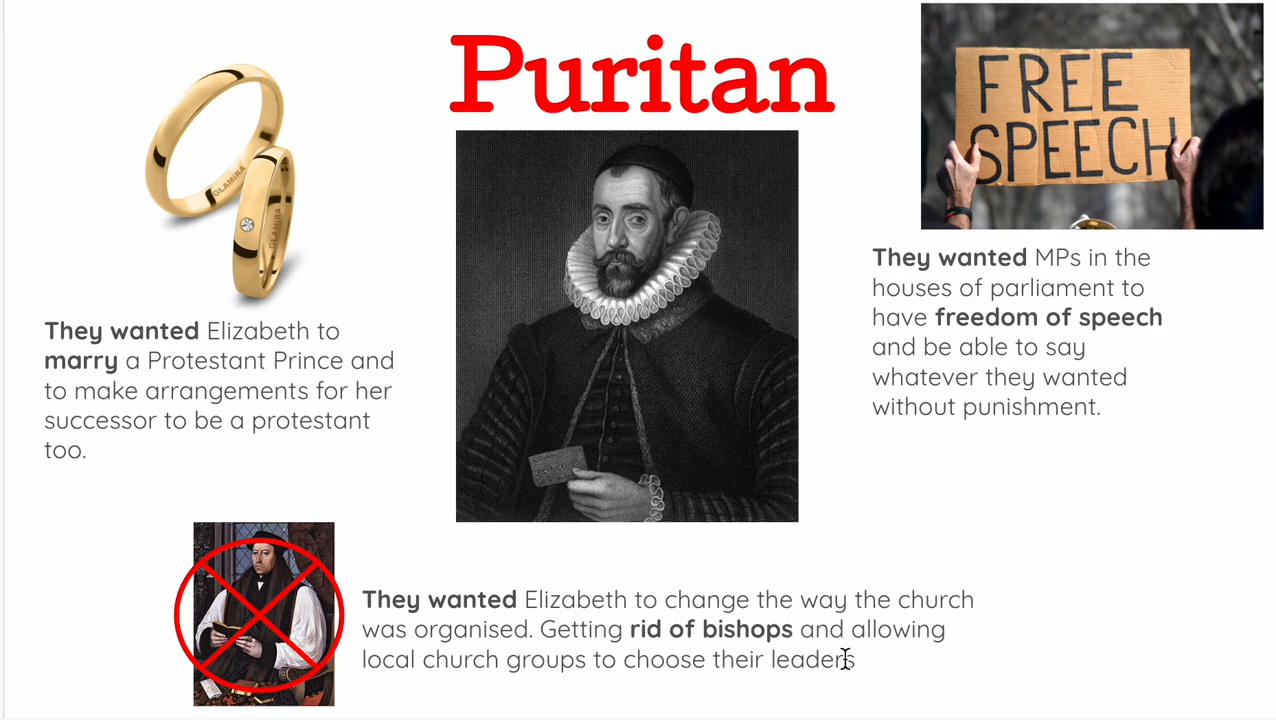 Puritan
FREE
SPEECH
GLAMIRA
GLAMIRA
They wanted Elizabeth to
marry a Protestant Prince and
to make arrangements for her
successor to be a protestant
too.
They wanted MPs in the
houses of parliament to
have freedom of speech
and be able to say
whatever they wanted
without punishment.
They wanted Elizabeth to change the way the church
was organised. Getting rid of bishops and allowing
local church groups to choose their leaders